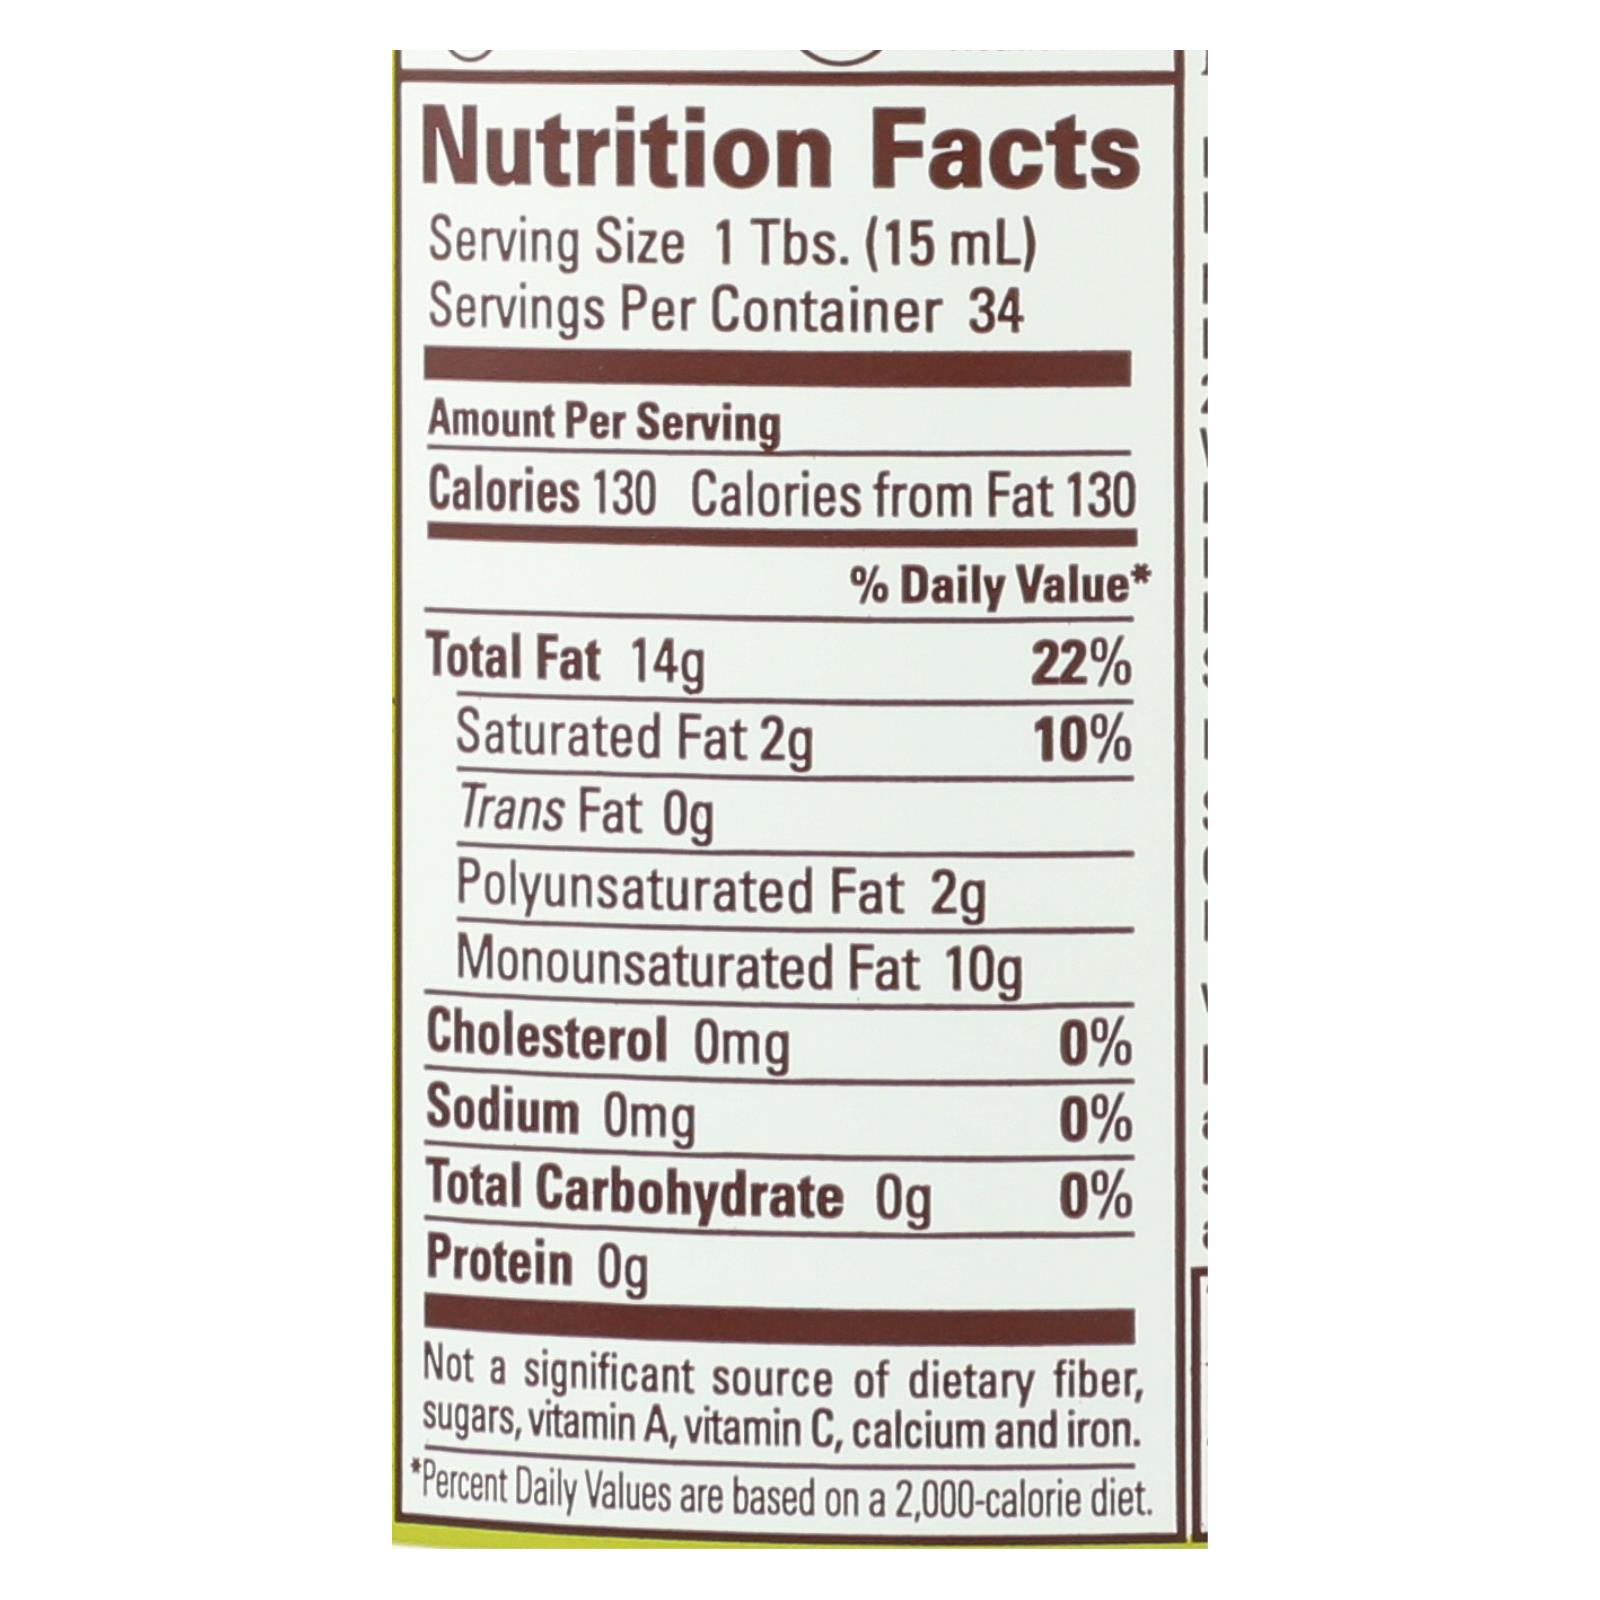 Nutrition Facts
Serving Size 1 Tbs. (15 mL)
Servings Per Container 34
Amount Per Serving
Calories 130 Calories from Fat 130
% Daily Value*
Total Fat 14g 22%
Saturated Fat 2g 10%
Trans Fat 0g
Polyunsaturated Fat 2g
Monounsaturated Fat 10g
Cholesterol 0mg 0%
Sodium 0mg 0%
Total Carbohydrate 0g 0%
Protein 0g
Not a significant source of dietary fiber,
sugars, vitamin A, vitamin C, calcium and iron.
*Percent Daily Values are based on a 2,000-calorie diet.